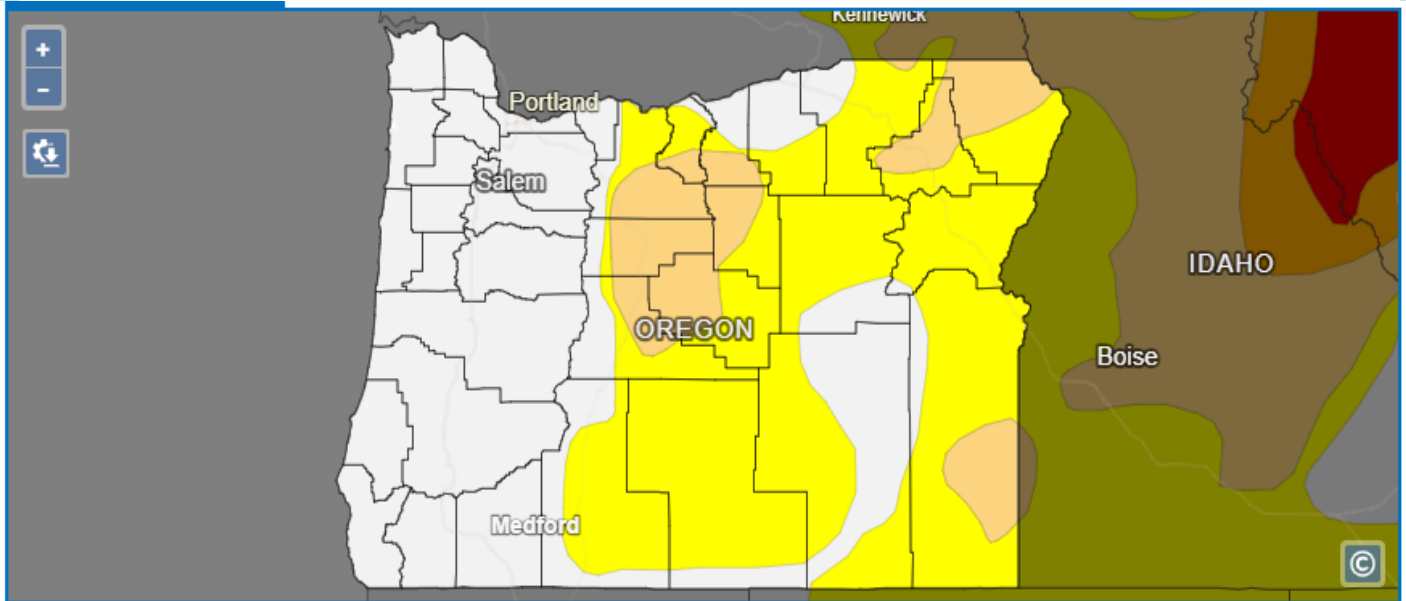 Kennewick
+
−
Portland
Salem
IDAHO
OREGON
Boise
Medford
©